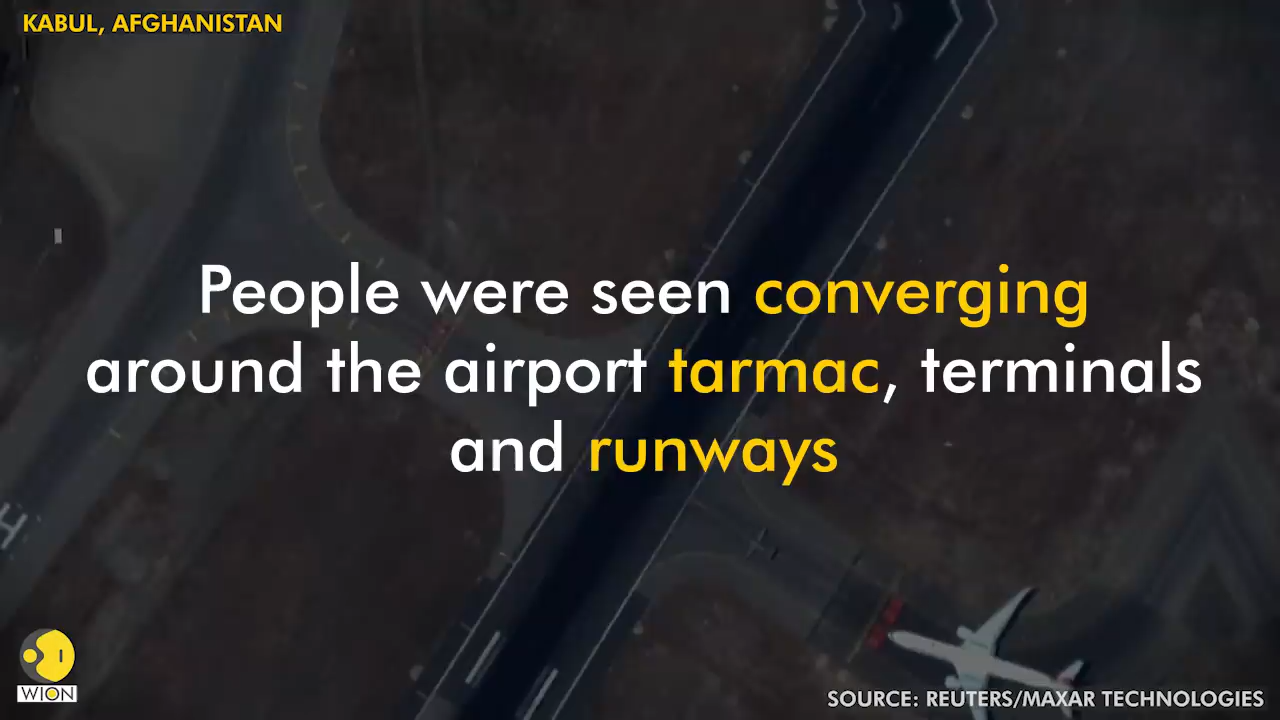 KABUL, AFGHANISTAN
People were seen converging
around the airport tarmac, terminals
and runways
WION
SOURCE: REUTERS/MAXAR TECHNOLOGIES